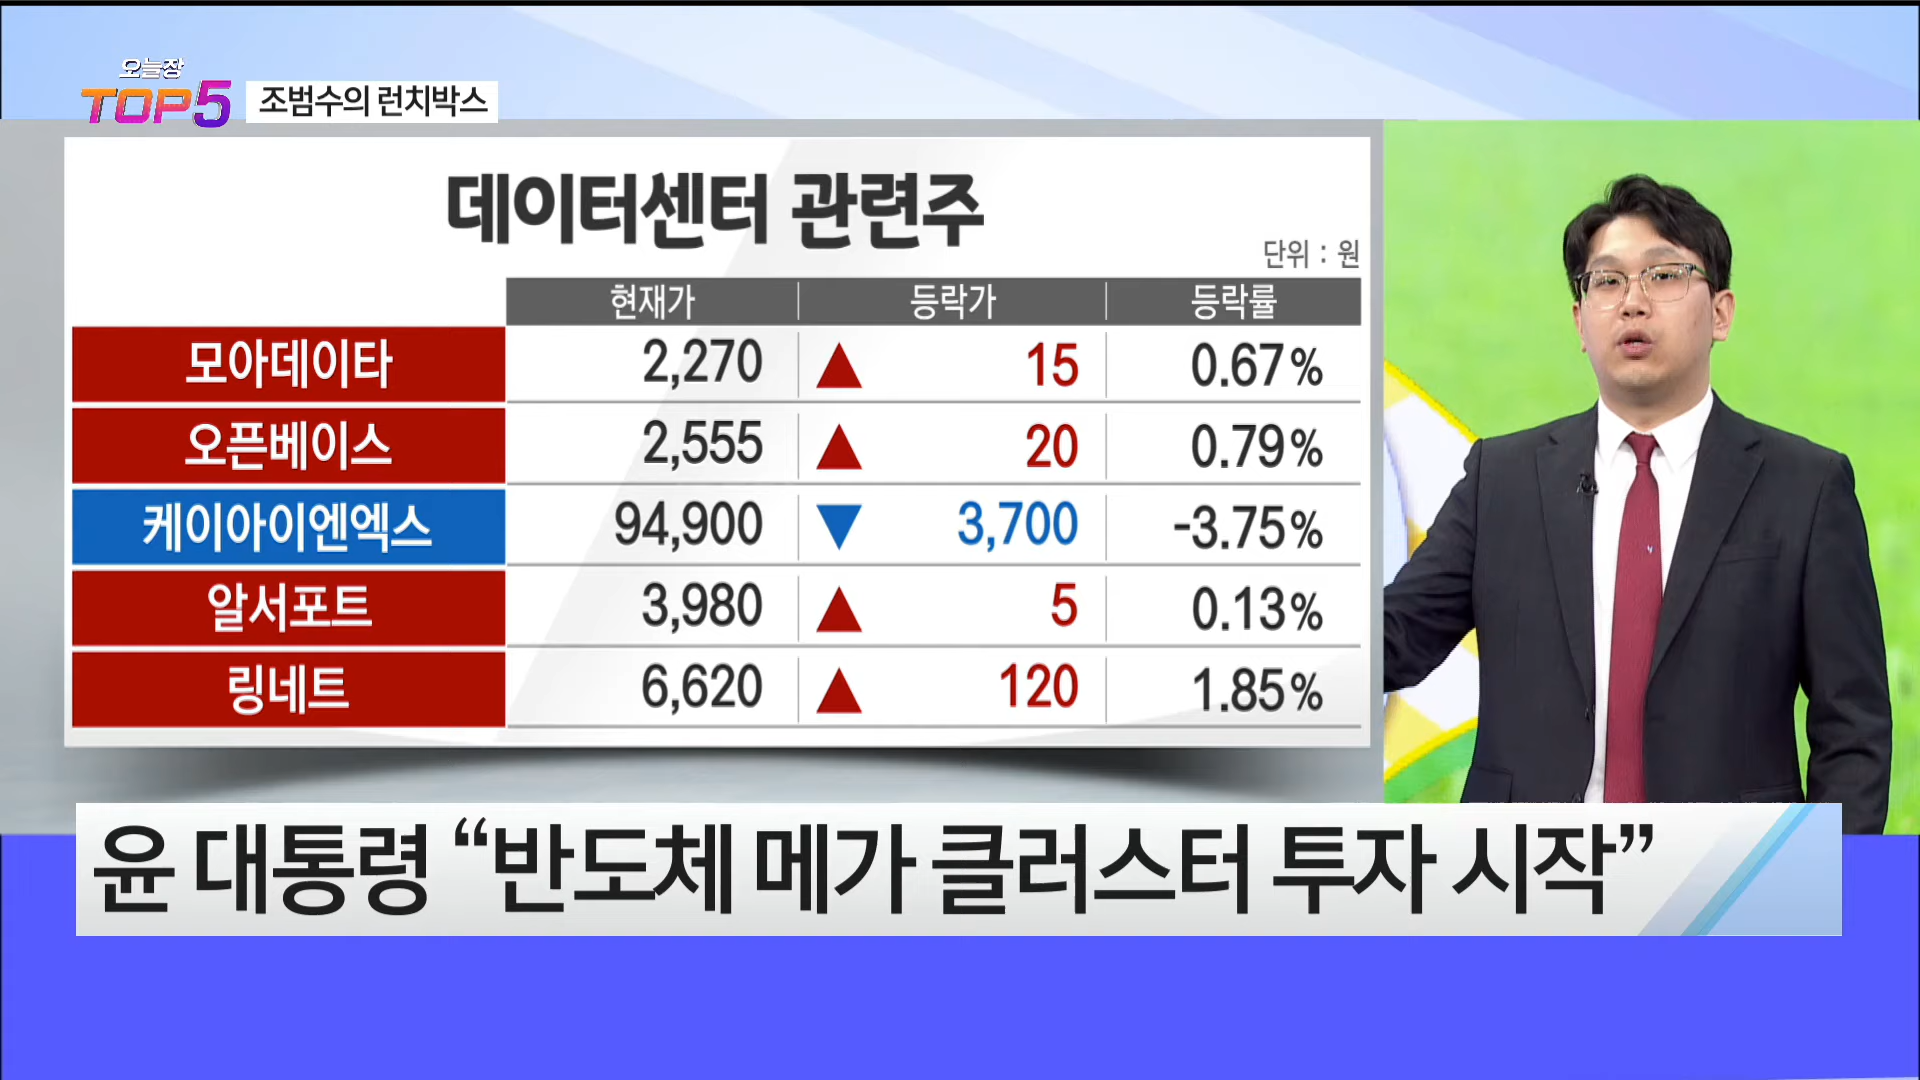 오늘장
TOP5 조범수의 런치박스
데이터센터 관련주
단위 : 원
현재가 등락가 등락률
모아데이타 2,270 ▲ 15 0.67%
오픈베이스 2,555 ▲ 20 0.79%
케이아이엔엑스 94,900 ▼ 3,700 -3.75%
알서포트 3,980 ▲ 5 0.13%
링네트 6,620 ▲ 120 1.85%
윤 대통령 “반도체 메가 클러스터 투자 시작”